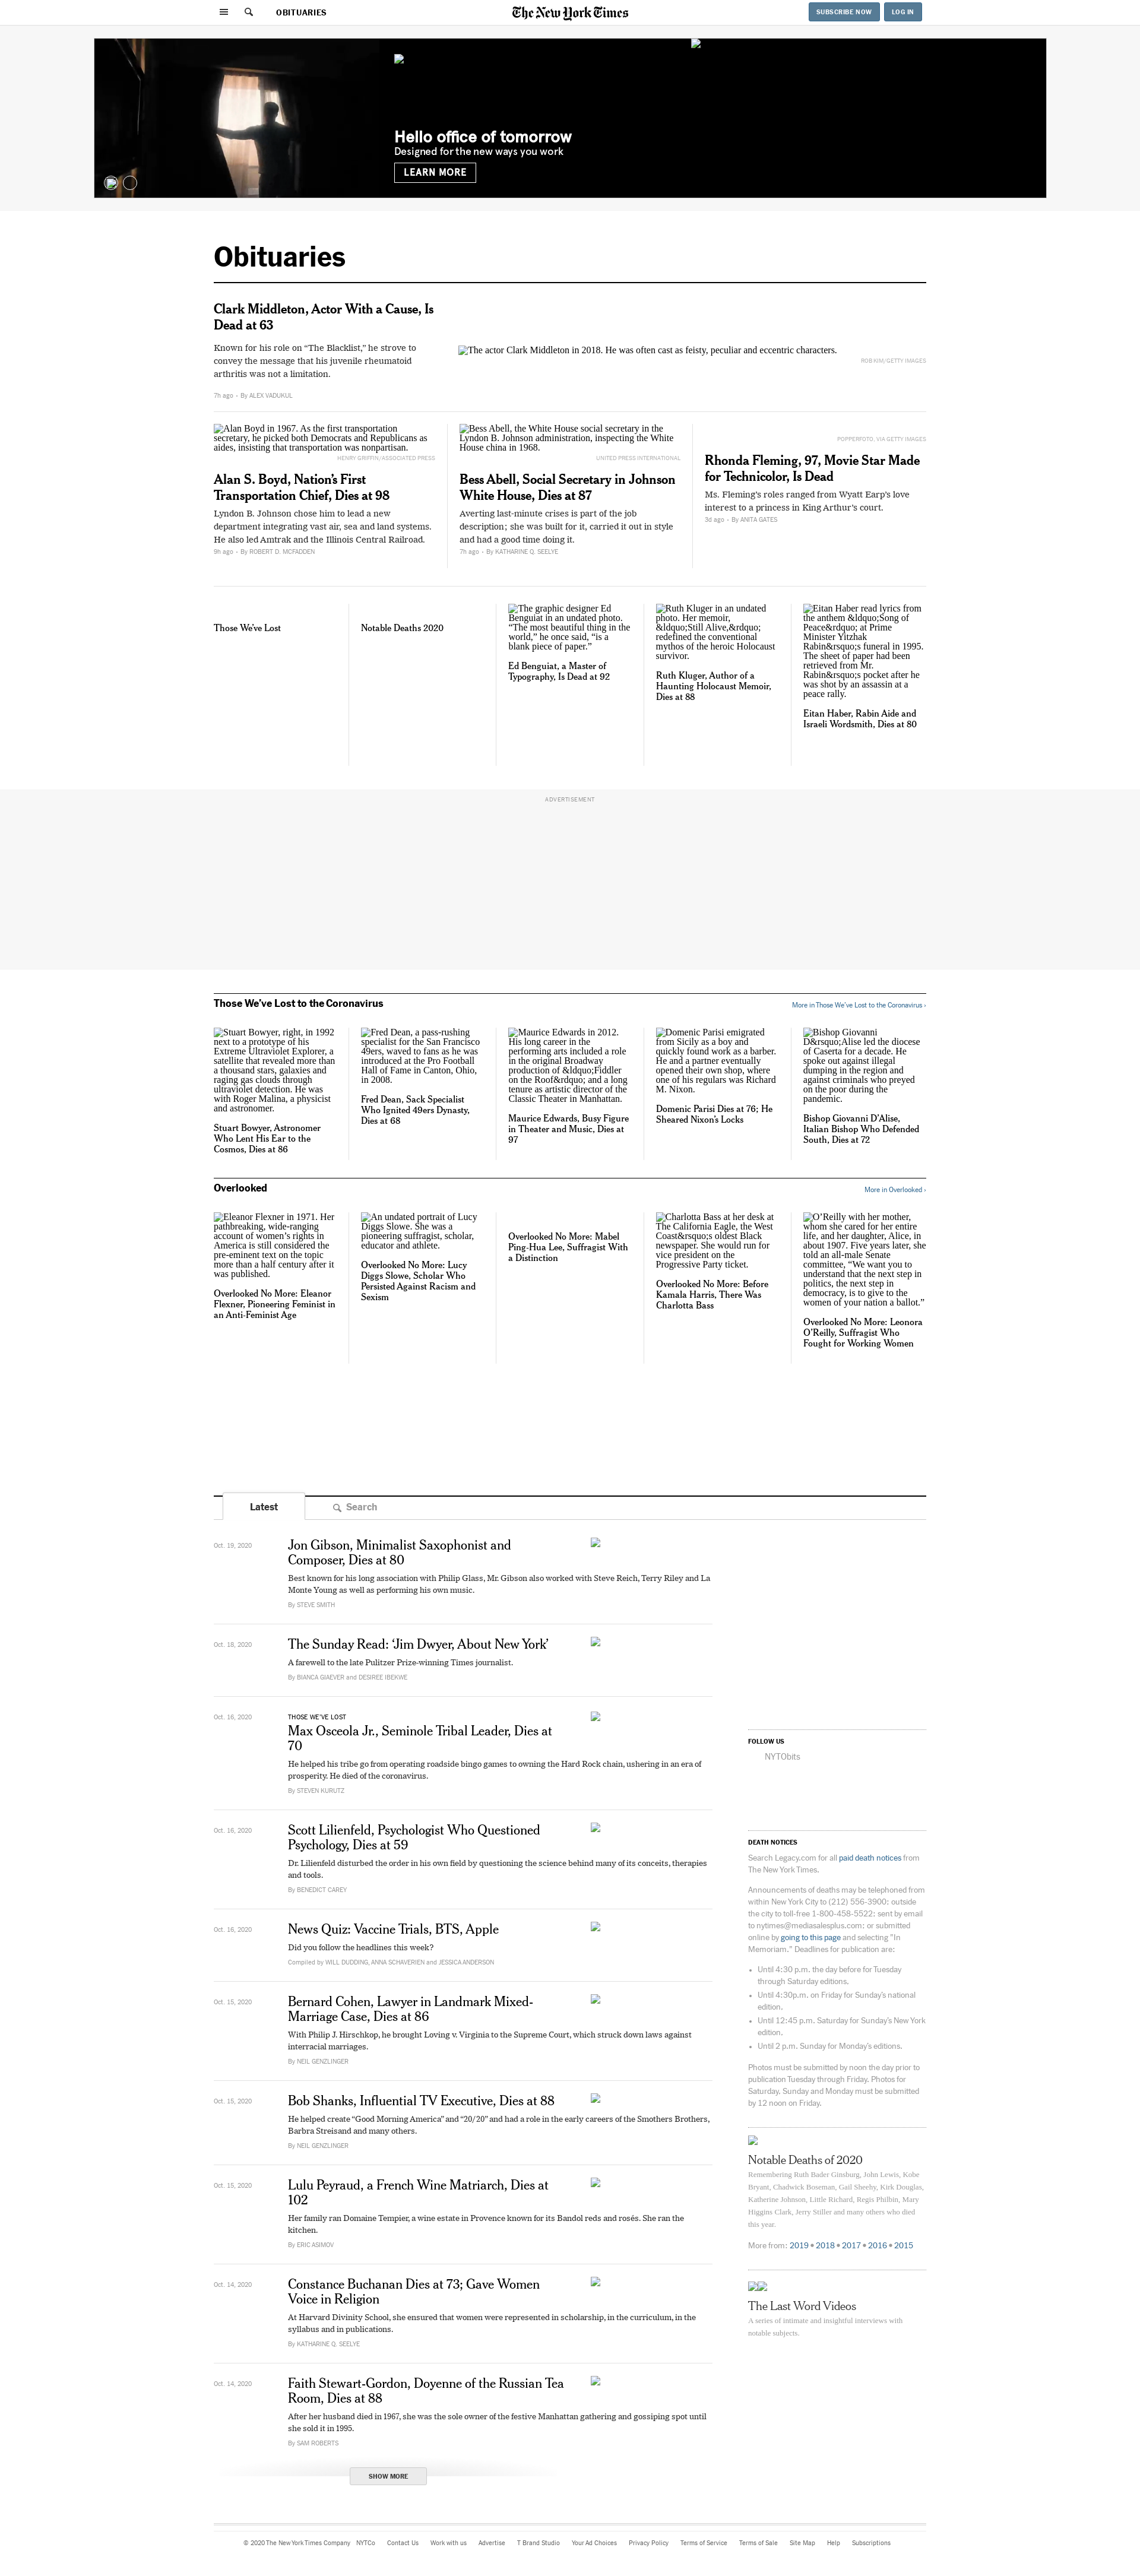 OBITUARIES
The New York Times
SUBSCRIBE NOW
LOG IN
Hello office of tomorrow
Designed for the new ways you work
LEARN MORE
Obituaries
Clark Middleton, Actor With a Cause, Is
Dead at 63
Known for his role on “The Blacklist,” he strove to
convey the message that his juvenile rheumatoid
arthritis was not a limitation.
7h ago - By ALEX VADUKUL
The actor Clark Middleton in 2018. He was often cast as feisty, peculiar and eccentric characters.
ROB KIM/GETTY IMAGES
Alan Boyd in 1967. As the first transportation
secretary, he picked both Democrats and Republicans as
aides, insisting that transportation was nonpartisan.
HENRY GRIFFIN/ASSOCIATED PRESS
Alan S. Boyd, Nation’s First
Transportation Chief, Dies at 98
Lyndon B. Johnson chose him to lead a new
department integrating vast air, sea and land systems.
He also led Amtrak and the Illinois Central Railroad.
9h ago - By ROBERT D. MCFADDEN
Bess Abell, the White House social secretary in the
Lyndon B. Johnson administration, inspecting the White
House china in 1968.
UNITED PRESS INTERNATIONAL
Bess Abell, Social Secretary in Johnson
White House, Dies at 87
Averting last-minute crises is part of the job
description; she was built for it, carried it out in style
and had a good time doing it.
7h ago - By KATHARINE Q. SEELYE
POPPERFOTO, VIA GETTY IMAGES
Rhonda Fleming, 97, Movie Star Made
for Technicolor, Is Dead
Ms. Fleming’s roles ranged from Wyatt Earp’s love
interest to a princess in King Arthur’s court.
3d ago - By ANITA GATES
Those We’ve Lost
Notable Deaths 2020
The graphic designer Ed
Benguiat in an undated photo.
“The most beautiful thing in the
world,” he once said, “is a
blank piece of paper.”
Ed Benguiat, a Master of
Typography, Is Dead at 92
Ruth Kluger in an undated
photo. Her memoir,
&ldquo;Still Alive,&rdquo;
redefined the conventional
mythos of the heroic Holocaust
survivor.
Ruth Kluger, Author of a
Haunting Holocaust Memoir,
Dies at 88
Eitan Haber read lyrics from
the anthem &ldquo;Song of
Peace&rdquo; at Prime
Minister Yitzhak
Rabin&rsquo;s funeral in 1995.
The sheet of paper had been
retrieved from Mr.
Rabin&rsquo;s pocket after he
was shot by an assassin at a
peace rally.
Eitan Haber, Rabin Aide and
Israeli Wordsmith, Dies at 80
ADVERTISEMENT
Those We’ve Lost to the Coronavirus
More in Those We’ve Lost to the Coronavirus ›
Stuart Bowyer, right, in 1992
next to a prototype of his
Extreme Ultraviolet Explorer, a
satellite that revealed more than
a thousand stars, galaxies and
raging gas clouds through
ultraviolet detection. He was
with Roger Malina, a physicist
and astronomer.
Stuart Bowyer, Astronomer
Who Lent His Ear to the
Cosmos, Dies at 86
Fred Dean, a pass-rushing
specialist for the San Francisco
49ers, waved to fans as he was
introduced at the Pro Football
Hall of Fame in Canton, Ohio,
in 2008.
Fred Dean, Sack Specialist
Who Ignited 49ers Dynasty,
Dies at 68
Maurice Edwards in 2012.
His long career in the
performing arts included a role
in the original Broadway
production of &ldquo;Fiddler
on the Roof&rdquo; and a long
tenure as artistic director of the
Classic Theater in Manhattan.
Maurice Edwards, Busy Figure
in Theater and Music, Dies at
97
Domenic Parisi emigrated
from Sicily as a boy and
quickly found work as a barber.
He and a partner eventually
opened their own shop, where
one of his regulars was Richard
M. Nixon.
Domenic Parisi Dies at 76; He
Sheared Nixon’s Locks
Bishop Giovanni
D&rsquo;Alise led the diocese
of Caserta for a decade. He
spoke out against illegal
dumping in the region and
against criminals who preyed
on the poor during the
pandemic.
Bishop Giovanni D’Alise,
Italian Bishop Who Defended
South, Dies at 72
Overlooked
More in Overlooked ›
Eleanor Flexner in 1971. Her
pathbreaking, wide-ranging
account of women’s rights in
America is still considered the
pre-eminent text on the topic
more than a half century after it
was published.
Overlooked No More: Eleanor
Flexner, Pioneering Feminist in
an Anti-Feminist Age
An undated portrait of Lucy
Diggs Slowe. She was a
pioneering suffragist, scholar,
educator and athlete.
Overlooked No More: Lucy
Diggs Slowe, Scholar Who
Persisted Against Racism and
Sexism
Overlooked No More: Mabel
Ping-Hua Lee, Suffragist With
a Distinction
Charlotta Bass at her desk at
The California Eagle, the West
Coast&rsquo;s oldest Black
newspaper. She would run for
vice president on the
Progressive Party ticket.
Overlooked No More: Before
Kamala Harris, There Was
Charlotta Bass
O’Reilly with her mother,
whom she cared for her entire
life, and her daughter, Alice, in
about 1907. Five years later, she
told an all-male Senate
committee, “We want you to
understand that the next step in
politics, the next step in
democracy, is to give to the
women of your nation a ballot.”
Overlooked No More: Leonora
O’Reilly, Suffragist Who
Fought for Working Women
Latest
Search
Oct. 19, 2020
Jon Gibson, Minimalist Saxophonist and
Composer, Dies at 80
Best known for his long association with Philip Glass, Mr. Gibson also worked with Steve Reich, Terry Riley and La
Monte Young as well as performing his own music.
By STEVE SMITH
Oct. 18, 2020
The Sunday Read: ‘Jim Dwyer, About New York’
A farewell to the late Pulitzer Prize-winning Times journalist.
By BIANCA GIAEVER and DESIREE IBEKWE
Oct. 16, 2020
THOSE WE’VE LOST
Max Osceola Jr., Seminole Tribal Leader, Dies at
70
He helped his tribe go from operating roadside bingo games to owning the Hard Rock chain, ushering in an era of
prosperity. He died of the coronavirus.
By STEVEN KURUTZ
Oct. 16, 2020
Scott Lilienfeld, Psychologist Who Questioned
Psychology, Dies at 59
Dr. Lilienfeld disturbed the order in his own field by questioning the science behind many of its conceits, therapies
and tools.
By BENEDICT CAREY
Oct. 16, 2020
News Quiz: Vaccine Trials, BTS, Apple
Did you follow the headlines this week?
Compiled by WILL DUDDING, ANNA SCHAVERIEN and JESSICA ANDERSON
Oct. 15, 2020
Bernard Cohen, Lawyer in Landmark Mixed-
Marriage Case, Dies at 86
With Philip J. Hirschkop, he brought Loving v. Virginia to the Supreme Court, which struck down laws against
interracial marriages.
By NEIL GENZLINGER
Oct. 15, 2020
Bob Shanks, Influential TV Executive, Dies at 88
He helped create “Good Morning America” and “20/20” and had a role in the early careers of the Smothers Brothers,
Barbra Streisand and many others.
By NEIL GENZLINGER
Oct. 15, 2020
Lulu Peyraud, a French Wine Matriarch, Dies at
102
Her family ran Domaine Tempier, a wine estate in Provence known for its Bandol reds and rosés. She ran the
kitchen.
By ERIC ASIMOV
Oct. 14, 2020
Constance Buchanan Dies at 73; Gave Women
Voice in Religion
At Harvard Divinity School, she ensured that women were represented in scholarship, in the curriculum, in the
syllabus and in publications.
By KATHARINE Q. SEELYE
Oct. 14, 2020
Faith Stewart-Gordon, Doyenne of the Russian Tea
Room, Dies at 88
After her husband died in 1967, she was the sole owner of the festive Manhattan gathering and gossiping spot until
she sold it in 1995.
By SAM ROBERTS
SHOW MORE
FOLLOW US
NYTObits
DEATH NOTICES
Search Legacy.com for all paid death notices from
The New York Times.
Announcements of deaths may be telephoned from
within New York City to (212) 556-3900; outside
the city to toll-free 1-800-458-5522; sent by email
to nytimes@mediasalesplus.com; or submitted
online by going to this page and selecting "In
Memoriam." Deadlines for publication are:
• Until 4:30 p.m. the day before for Tuesday
through Saturday editions.
• Until 4:30p.m. on Friday for Sunday’s national
edition.
• Until 12:45 p.m. Saturday for Sunday’s New York
edition.
• Until 2 p.m. Sunday for Monday’s editions.
Photos must be submitted by noon the day prior to
publication Tuesday through Friday. Photos for
Saturday, Sunday and Monday must be submitted
by 12 noon on Friday.
Notable Deaths of 2020
Remembering Ruth Bader Ginsburg, John Lewis, Kobe
Bryant, Chadwick Boseman, Gail Sheehy, Kirk Douglas,
Katherine Johnson, Little Richard, Regis Philbin, Mary
Higgins Clark, Jerry Stiller and many others who died
this year.
More from: 2019 • 2018 • 2017 • 2016 • 2015
The Last Word Videos
A series of intimate and insightful interviews with
notable subjects.
© 2020 The New York Times Company NYTCo Contact Us Work with us Advertise T Brand Studio Your Ad Choices Privacy Policy Terms of Service Terms of Sale Site Map Help Subscriptions